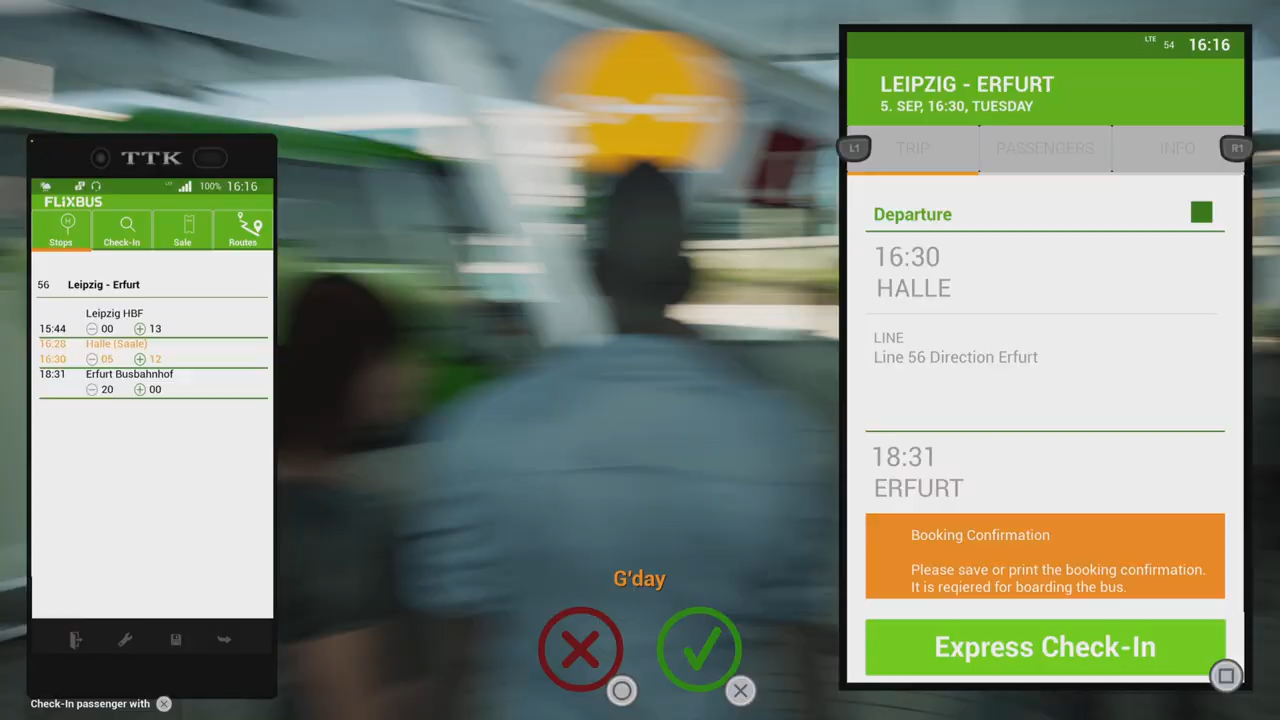 TTK
LTE 100% 16:16
FLiXBUS
H
Stops Check-In Sale Routes
56 Leipzig - Erfurt
Leipzig HBF
15:44 00 13
16:28 Halle (Saale)
16:30 05 12
18:31 Erfurt Busbahnhof
20 00
Check-In passenger with
G'day
LTE 54 16:16
LEIPZIG - ERFURT
5. SEP, 16:30, TUESDAY
L1 TRIP PASSENGERS INFO R1
Departure
16:30
HALLE
LINE
Line 56 Direction Erfurt
18:31
ERFURT
Booking Confirmation
Please save or print the booking confirmation.
It is reqiered for boarding the bus.
Express Check-In